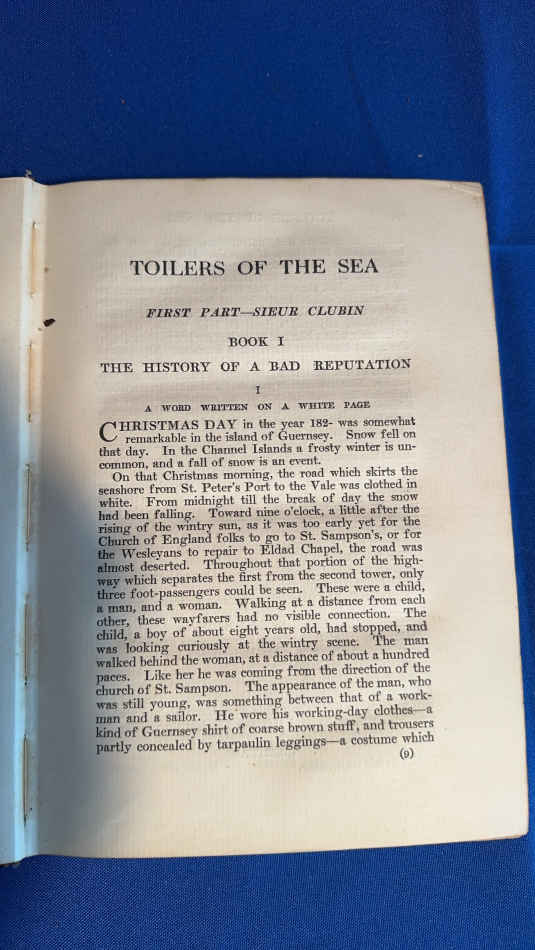 TOILERS OF THE SEA
FIRST PART—SIEUR CLUBIN
BOOK I
THE HISTORY OF A BAD REPUTATION
I
A WORD WRITTEN ON A WHITE PAGE
CHRISTMAS DAY in the year 182- was somewhat
remarkable in the island of Guernsey. Snow fell on
that day. In the Channel Islands a frosty winter is un-
common, and a fall of snow is an event.
On that Christmas morning, the road which skirts the
seashore from St. Peter's Port to the Vale was clothed in
white. From midnight till the break of day the snow
had been falling. Toward nine o'clock, a little after the
rising of the wintry sun, as it was too early yet for the
Church of England folks to go to St. Sampson's, or for
the Wesleyans to repair to Eldad Chapel, the road was
almost deserted. Throughout that portion of the high-
way which separates the first from the second tower, only
three foot-passengers could be seen. These were a child,
a man, and a woman. Walking at a distance from each
other, these wayfarers had no visible connection. The
child, a boy of about eight years old, had stopped, and
was looking curiously at the wintry scene. The man
walked behind the woman, at a distance of about a hundred
paces. Like her he was coming from the direction of the
church of St. Sampson. The appearance of the man, who
was still young, was something between that of a work-
man and a sailor. He wore his working-day clothes—a
kind of Guernsey shirt of coarse brown stuff, and trousers
partly concealed by tarpaulin leggings—a costume which
(9)